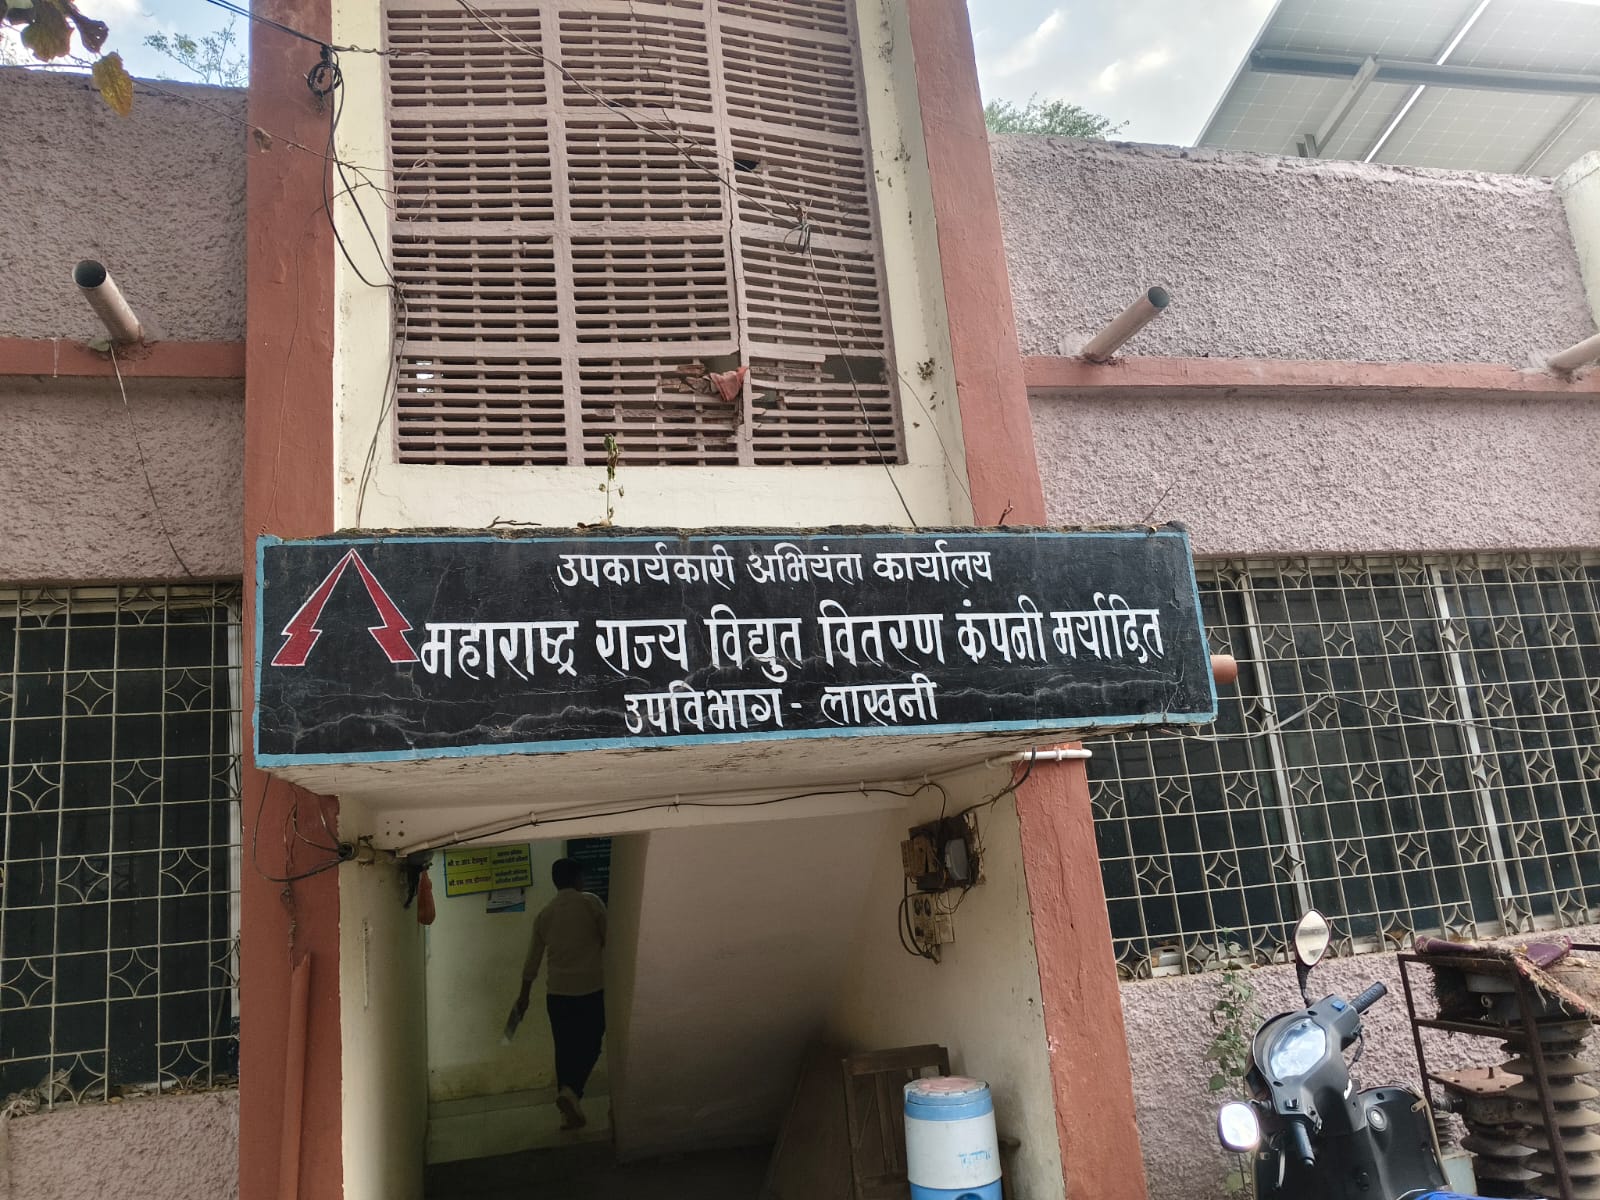 उपकार्यकारी अभियंता कार्यालय
महाराष्ट्र राज्य विद्युत वितरण कंपनी मर्यादित
उपविभाग - लाखनी